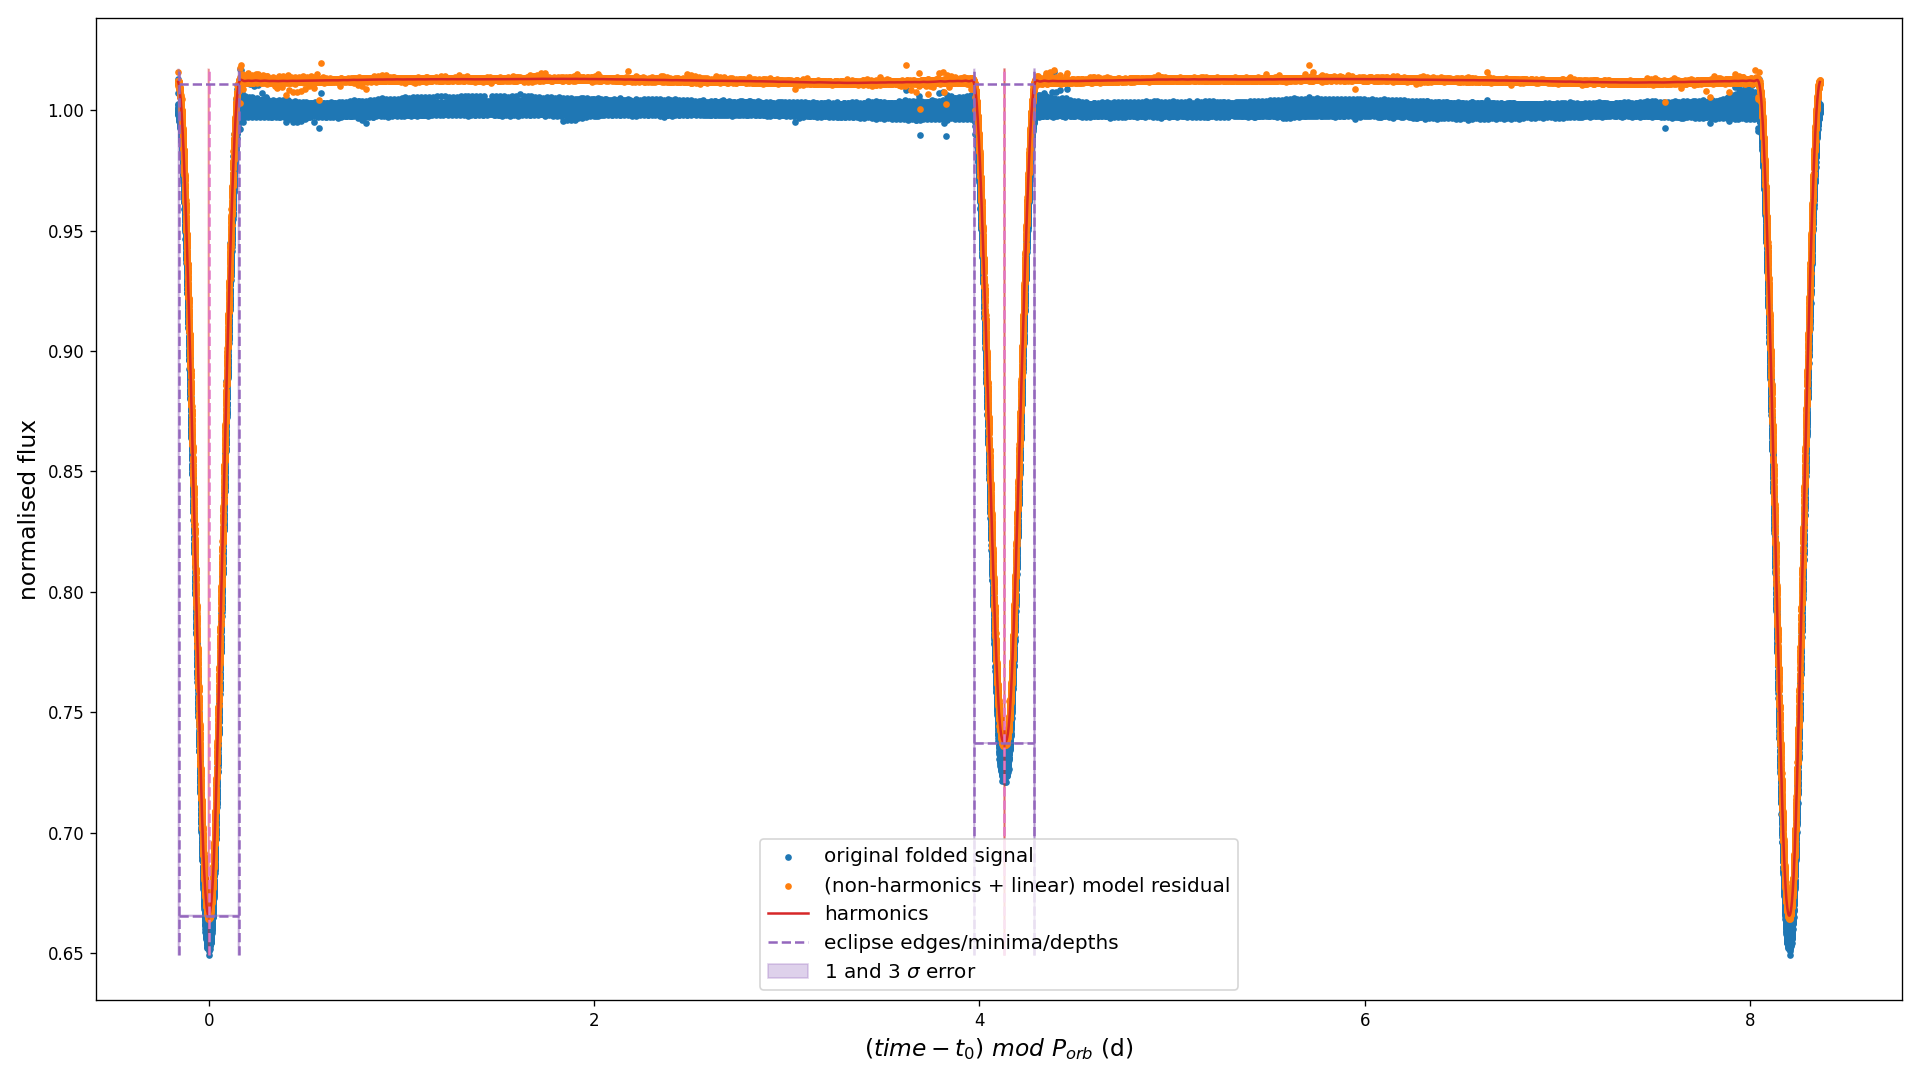 1.00
0.95
0.90
0.85
0.80
0.75
0.70
0.65
normalised flux
original folded signal
(non-harmonics + linear) model residual
harmonics
eclipse edges/minima/depths
1 and 3 σ error
0 2 4 6 8
(time − t₀) mod P_orb (d)